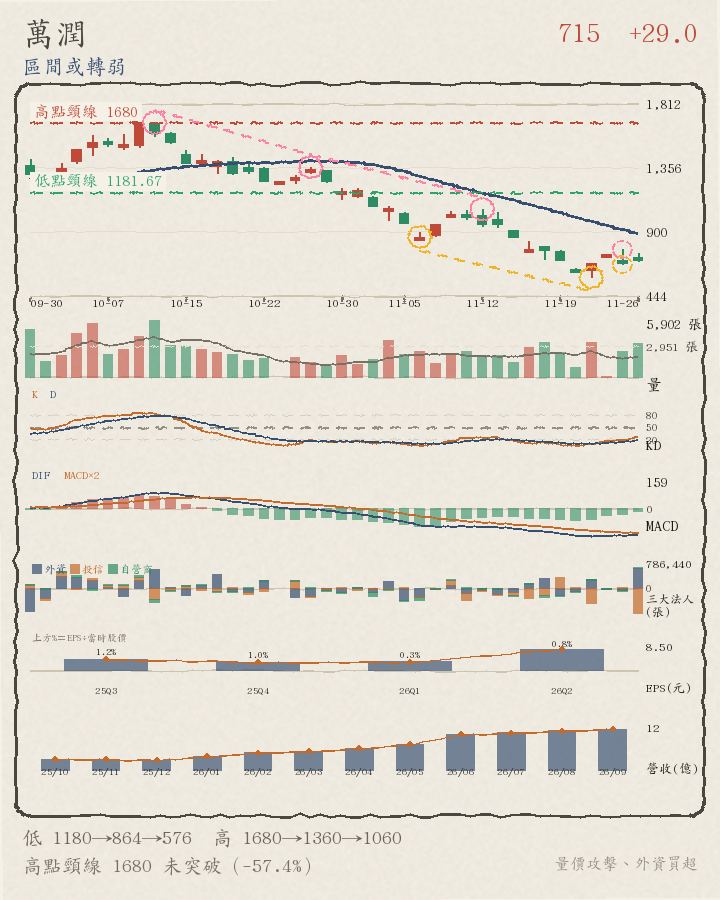 萬潤
715 +29.0
區間或轉弱
高點頸線 1680
低點頸線 1181.67
1,812
1,356
900
444
09-30 10-07 10-15 10-22 10-30 11-05 11-12 11-19 11-26
5,902 張
2,951 張
量
K D
80
50
20
KD
DIF MACD×2
159
0
MACD
外資 投信 自營商
786,440
0
三大法人
(張)
上方%=EPS÷當時股價
1.2% 1.0% 0.3% 0.8%
8.50
25Q3 25Q4 26Q1 26Q2
EPS(元)
12
25/10 25/11 25/12 26/01 26/02 26/03 26/04 26/05 26/06 26/07 26/08 26/09
營收(億)
低 1180→864→576 高 1680→1360→1060
高點頸線 1680 未突破 (-57.4%)
量價攻擊、外資買超